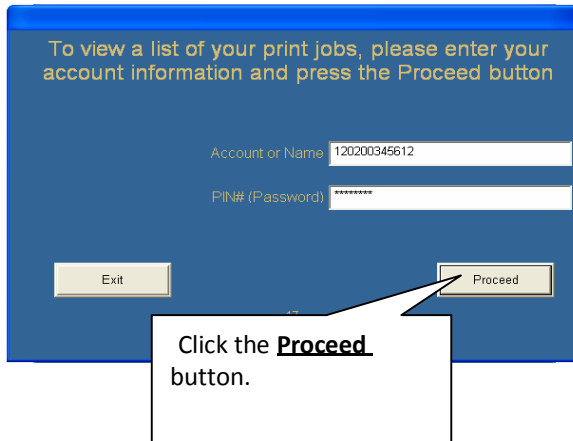 To view a list of your print jobs, please enter your
account information and press the Proceed button
Account or Name 120200345612
PIN# (Password) ********
Exit
Proceed
Click the Proceed
button.